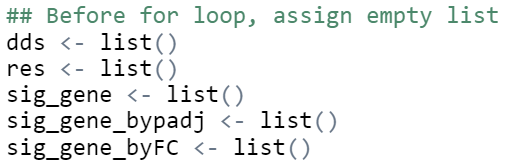 ## Before for loop, assign empty list
dds <- list()
res <- list()
sig_gene <- list()
sig_gene_bypadj <- list()
sig_gene_byFC <- list()